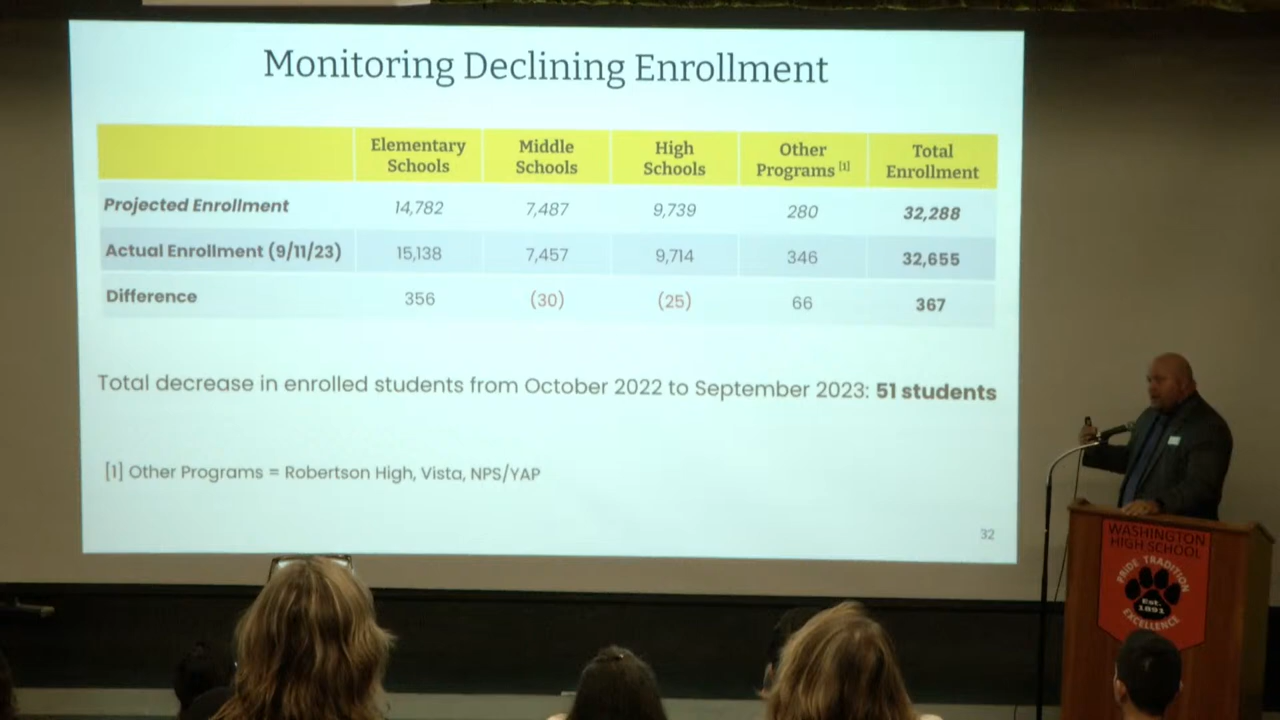 Monitoring Declining Enrollment
Elementary Schools Middle Schools High Schools Other Programs [1] Total Enrollment
Projected Enrollment 14,782 7,487 9,739 280 32,288
Actual Enrollment (9/11/23) 15,138 7,457 9,714 346 32,655
Difference 356 (30) (25) 66 367
Total decrease in enrolled students from October 2022 to September 2023: 51 students
[1] Other Programs = Robertson High, Vista, NPS/YAP
32
WASHINGTON
HIGH SCHOOL
PRIDE TRADITION
Est.
1891
EXCELLENCE